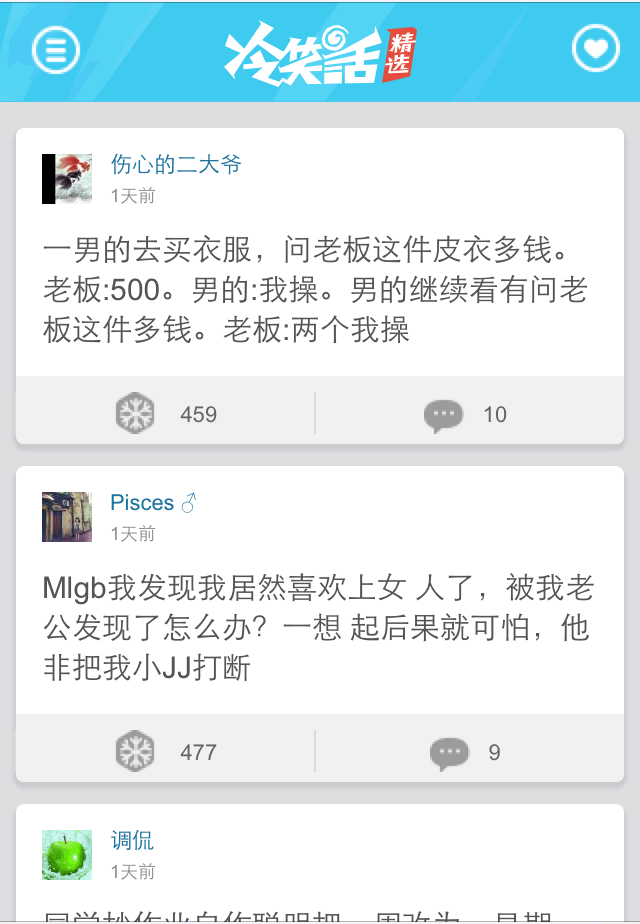 冷笑话精选
伤心的二大爷
1天前
一男的去买衣服，问老板这件皮衣多钱。
老板:500。男的:我操。男的继续看有问老
板这件多钱。老板:两个我操
459
10
Pisces ♂
1天前
Mlgb我发现我居然喜欢上女 人了，被我老
公发现了怎么办？一想 起后果就可怕，他
非把我小JJ打断
477
9
调侃
1天前